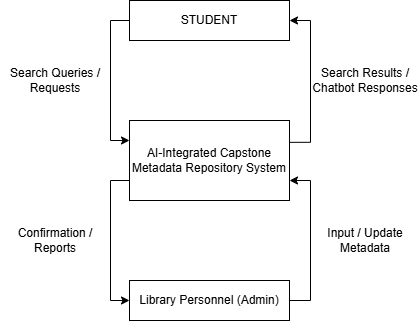 STUDENT
Search Queries /
Requests
Search Results /
Chatbot Responses
AI-Integrated Capstone
Metadata Repository System
Confirmation /
Reports
Input / Update
Metadata
Library Personnel (Admin)